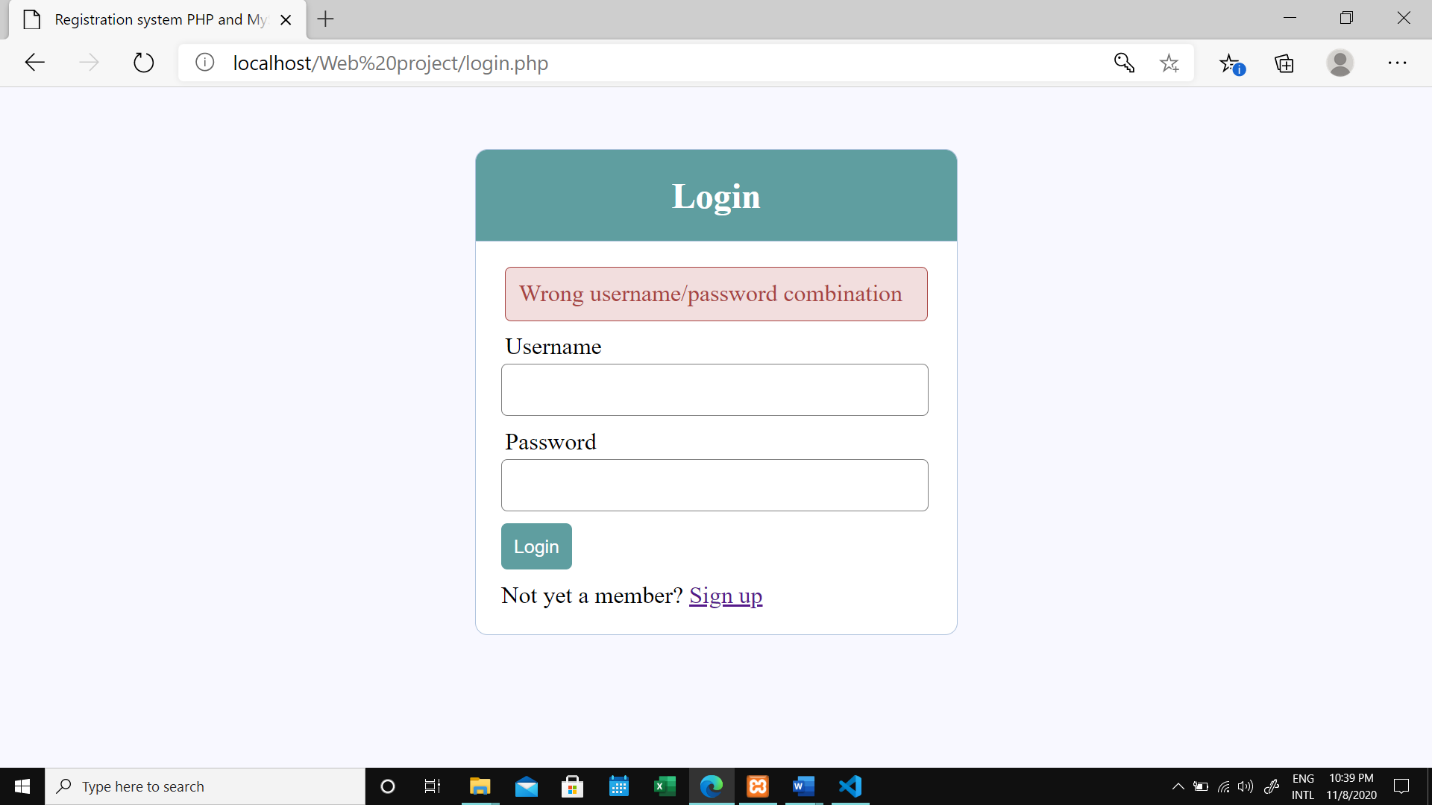 Registration system PHP and My
localhost/Web%20project/login.php
Login
Wrong username/password combination
Username
Password
Login
Not yet a member? Sign up
Type here to search
ENG
INTL
10:39 PM
11/8/2020